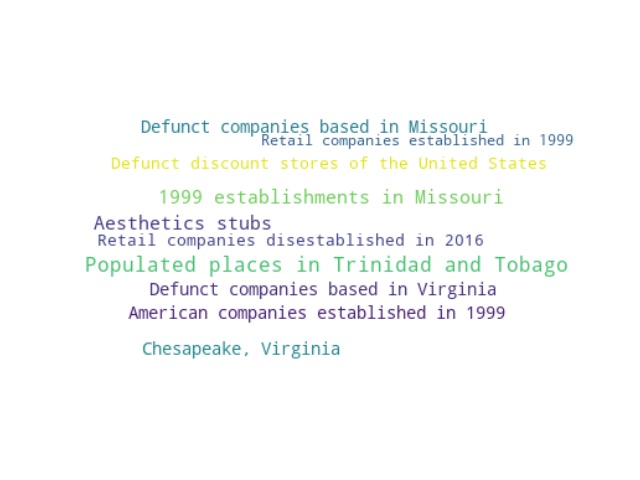 Defunct companies based in Missouri
Retail companies established in 1999
Defunct discount stores of the United States
1999 establishments in Missouri
Aesthetics stubs
Retail companies disestablished in 2016
Populated places in Trinidad and Tobago
Defunct companies based in Virginia
American companies established in 1999
Chesapeake, Virginia